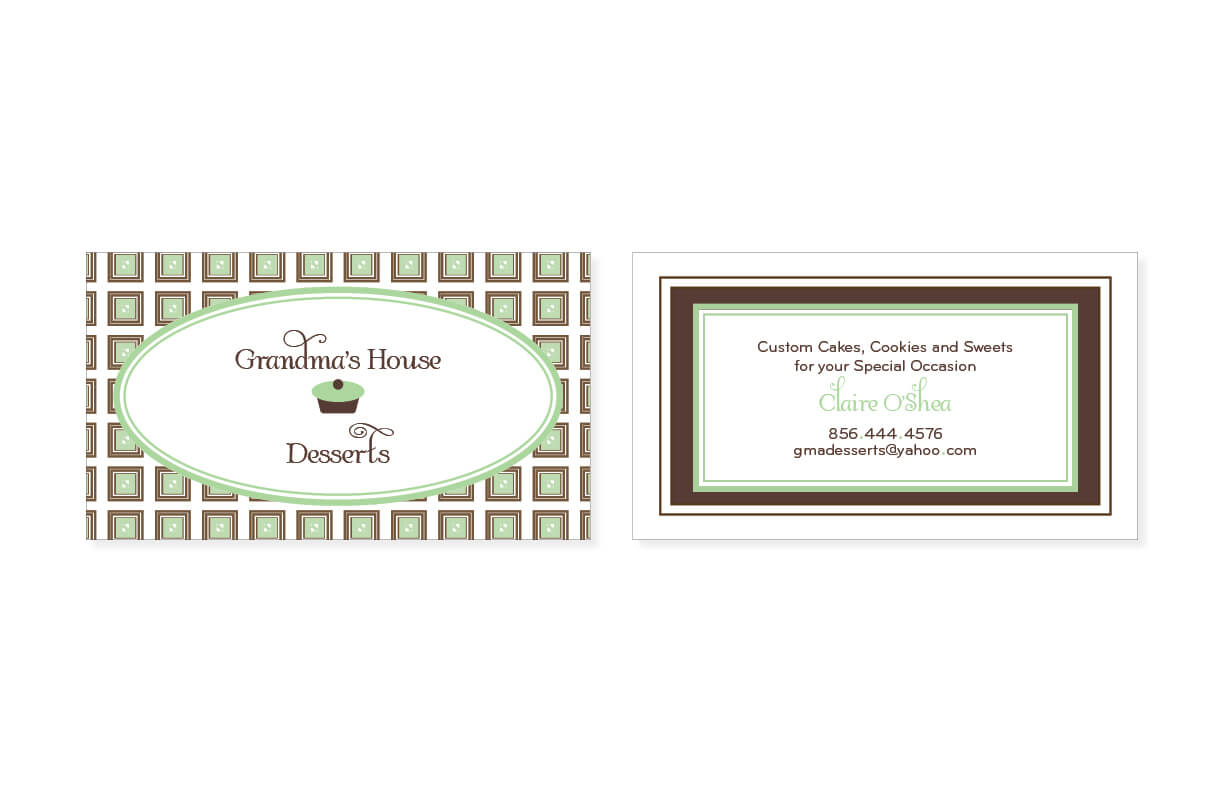 Grandma's House
Desserts
Custom Cakes, Cookies and Sweets
for your Special Occasion
Claire O'Shea
856.444.4576
gmadesserts@yahoo.com